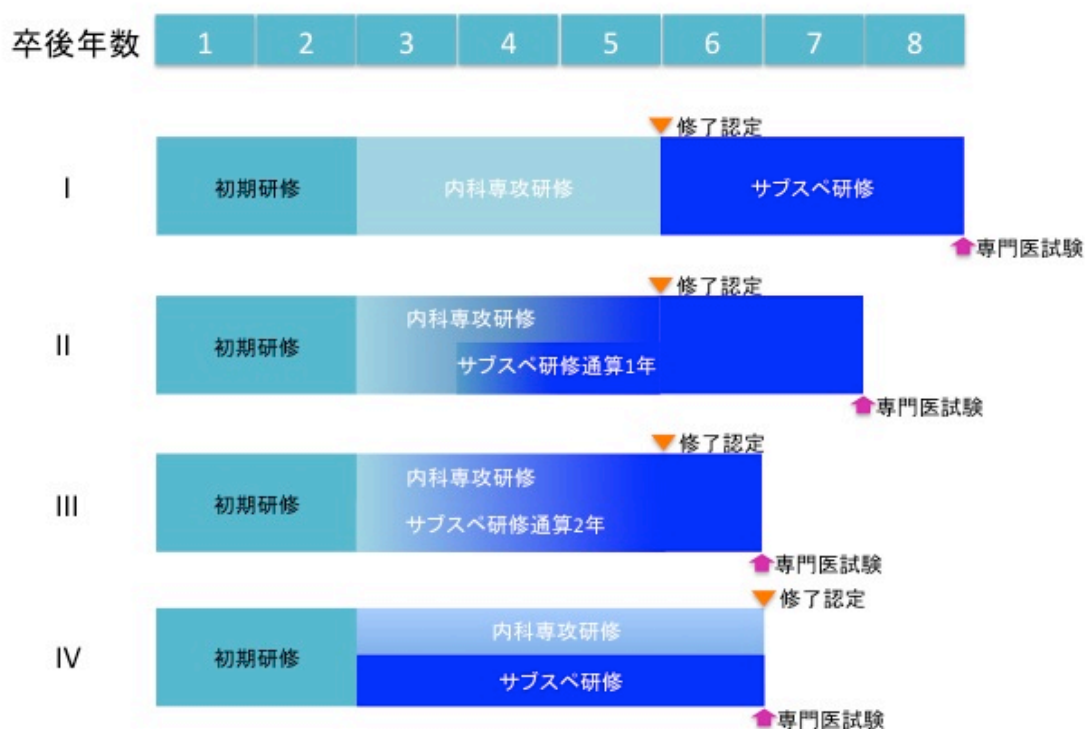 卒後年数 1 2 3 4 5 6 7 8
修了認定
I 初期研修 内科専攻研修 サブスペ研修
専門医試験
修了認定
内科専攻研修
II 初期研修
サブスペ研修通算1年
専門医試験
修了認定
内科専攻研修
III 初期研修
サブスペ研修通算2年
専門医試験
修了認定
内科専攻研修
IV 初期研修
サブスペ研修
専門医試験